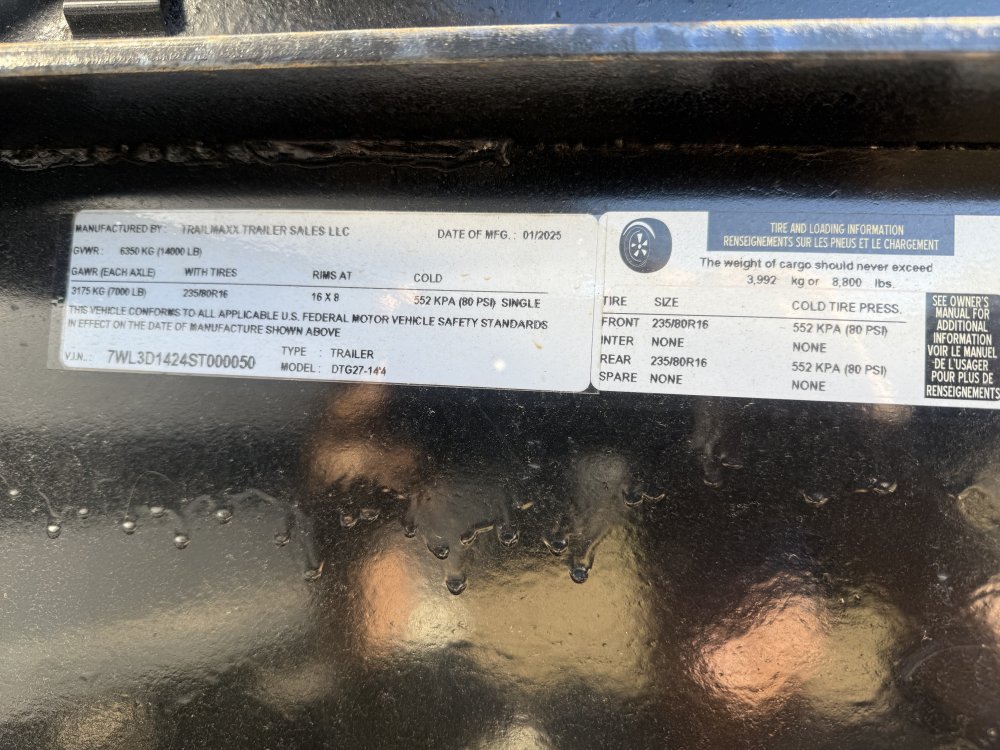 MANUFACTURED BY : TRAILMAXX TRAILER SALES LLC
DATE OF MFG. : 01/2025
GVWR : 6350 KG (14000 LB)
GAWR (EACH AXLE) WITH TIRES RIMS AT COLD
3175 KG (7000 LB) 235/80R16 16 X 8 552 KPA (80 PSI) SINGLE
THIS VEHICLE CONFORMS TO ALL APPLICABLE U.S. FEDERAL MOTOR VEHICLE SAFETY STANDARDS
IN EFFECT ON THE DATE OF MANUFACTURE SHOWN ABOVE
V.I.N.: 7WL3D1424ST000050
TYPE : TRAILER
MODEL : DTG27-144
TIRE AND LOADING INFORMATION
RENSEIGNEMENTS SUR LES PNEUS ET LE CHARGEMENT
The weight of cargo should never exceed
3,992 kg or 8,800 lbs.
TIRE SIZE COLD TIRE PRESS.
FRONT 235/80R16 552 KPA (80 PSI)
INTER NONE NONE
REAR 235/80R16 552 KPA (80 PSI)
SPARE NONE NONE
SEE OWNER'S
MANUAL FOR
ADDITIONAL
INFORMATION
VOIR LE MANUEL
DE L'USAGER
POUR PLUS DE
RENSEIGNEMENTS